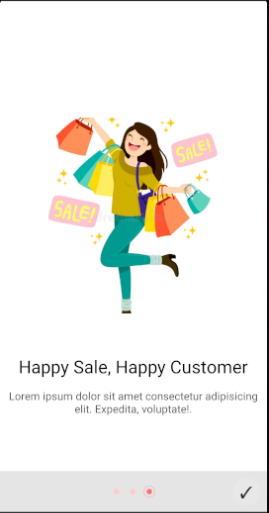 SALE!
SALE!
Happy Sale, Happy Customer
Lorem ipsum dolor sit amet consectetur adipisicing
elit. Expedita, voluptate!.